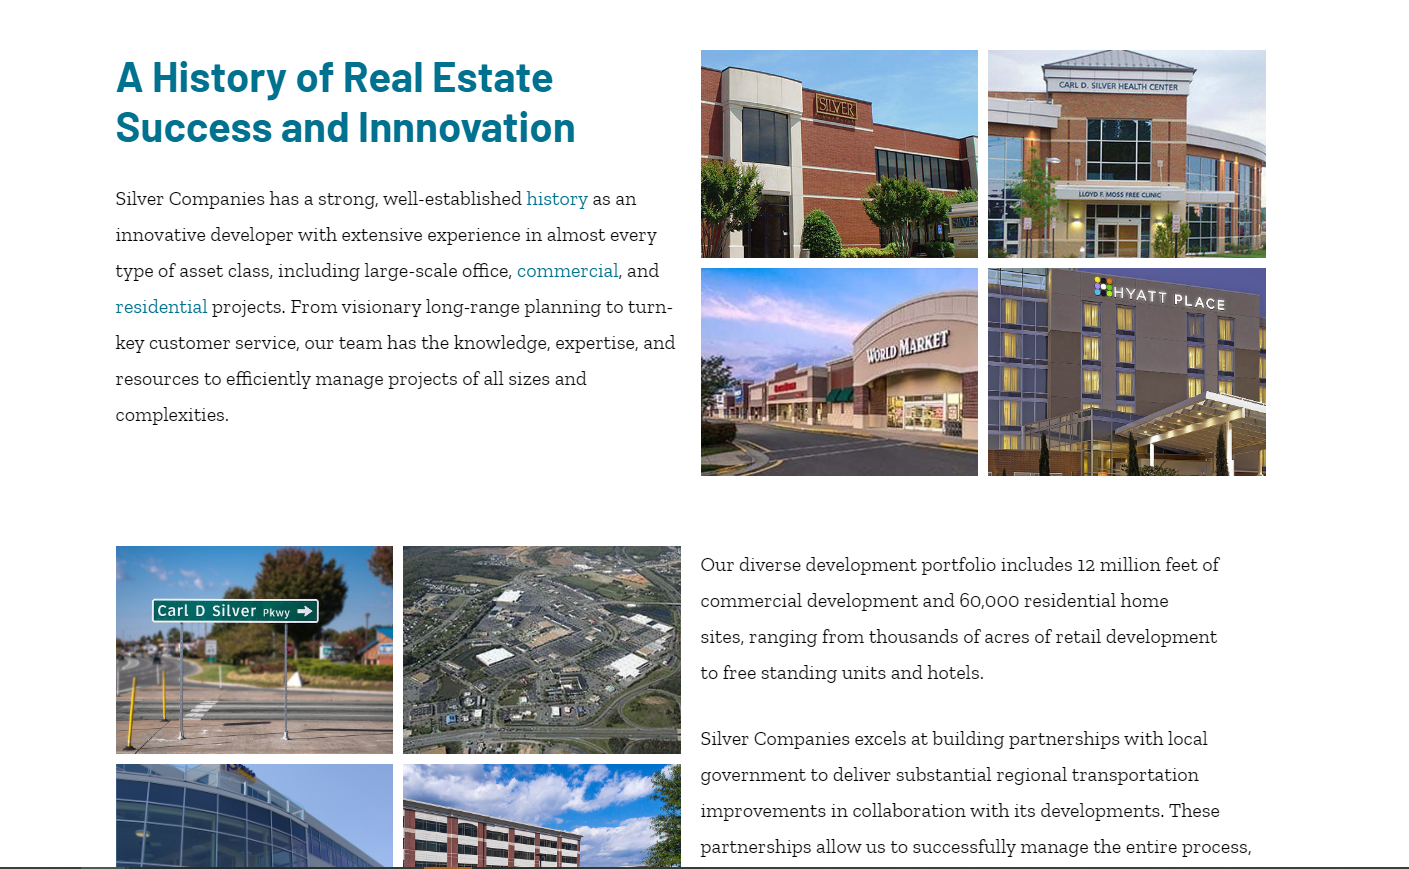 A History of Real Estate
Success and Innnovation
Silver Companies has a strong, well-established history as an
innovative developer with extensive experience in almost every
type of asset class, including large-scale office, commercial, and
residential projects. From visionary long-range planning to turn-
key customer service, our team has the knowledge, expertise, and
resources to efficiently manage projects of all sizes and
complexities.
SILVER
SILVER
CARL D. SILVER HEALTH CENTER
LLOYD F. MOSS FREE CLINIC
WORLD MARKET
HYATT PLACE
Carl D Silver Pkwy
Our diverse development portfolio includes 12 million feet of
commercial development and 60,000 residential home
sites, ranging from thousands of acres of retail development
to free standing units and hotels.
Silver Companies excels at building partnerships with local
government to deliver substantial regional transportation
improvements in collaboration with its developments. These
partnerships allow us to successfully manage the entire process,